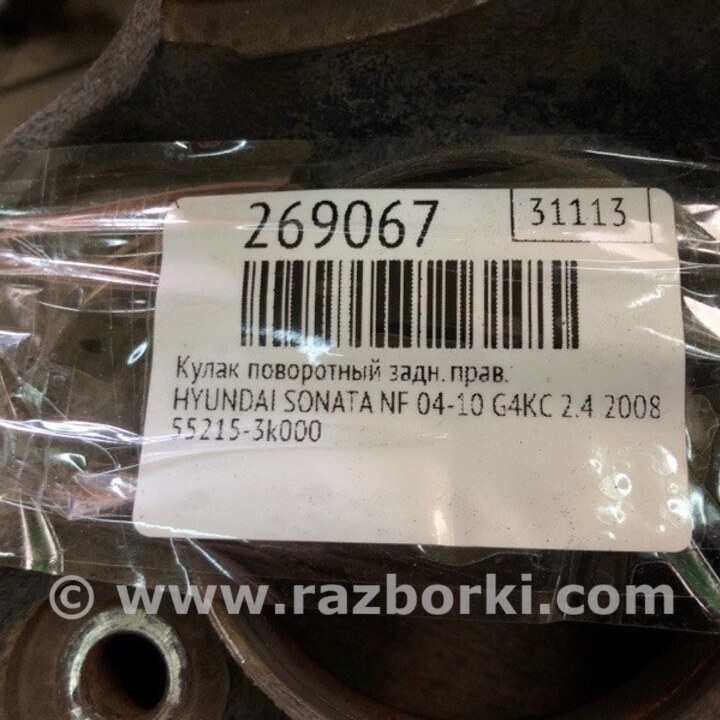 269067 31113
Кулак поворотный задн. прав.
HYUNDAI SONATA NF 04-10 G4KC 2.4 2008
55215-3k000
© www.razborki.com